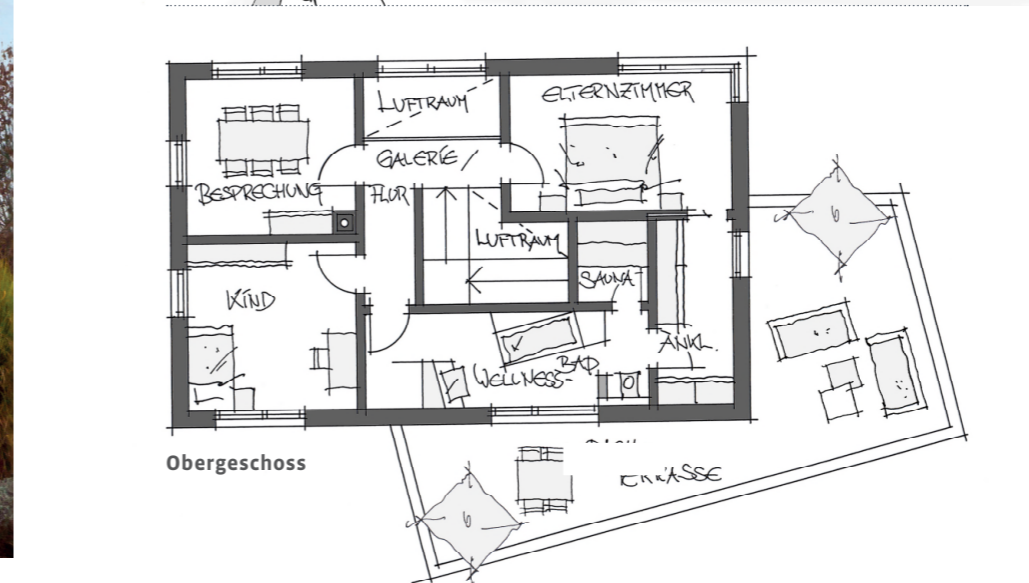 LUFTRAUM
ELTERNZIMMER
GALERIE
BESPRECHUNG
FLUR
LUFTRAUM
SAUNA
KIND
ANKL.
BAD
WELLNESS-
Obergeschoss